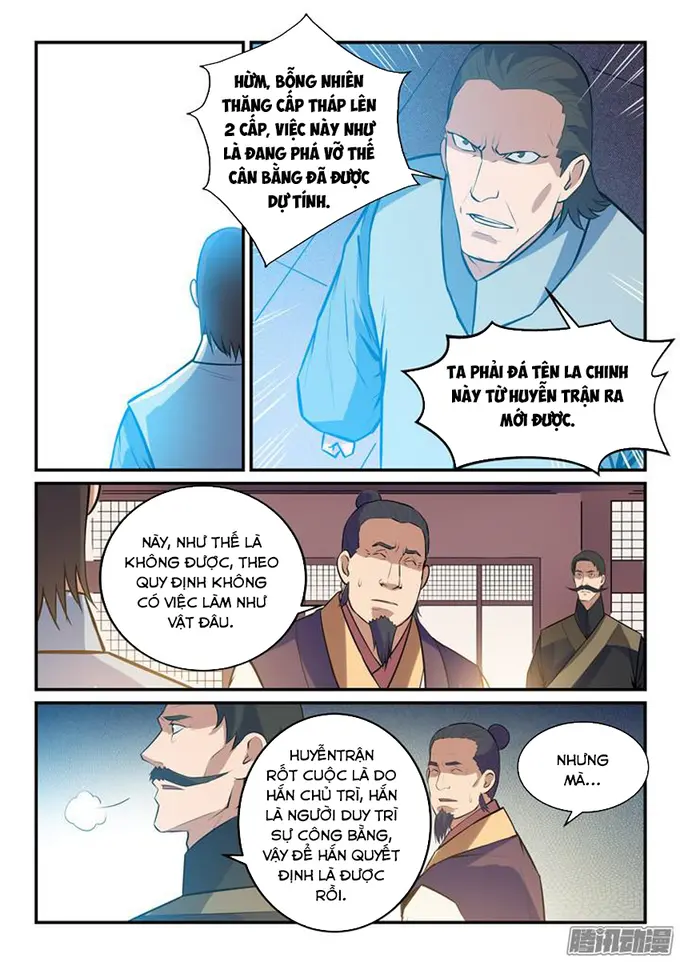 HỪM, BỖNG NHIÊN
THĂNG CẤP THÁP LÊN
2 CẤP, VIỆC NÀY NHƯ
LÀ ĐANG PHÁ VỠ THẾ
CÂN BẰNG ĐÃ ĐƯỢC
DỰ TÍNH.
TA PHẢI ĐÁ TÊN LA CHINH
NÀY TỪ HUYỄN TRẬN RA
MỚI ĐƯỢC.
NÀY, NHƯ THẾ LÀ
KHÔNG ĐƯỢC, THEO
QUY ĐỊNH KHÔNG
CÓ VIỆC LÀM NHƯ
VẬT ĐÂU.
HUYỄNTRẬN
RỐT CUỘC LÀ DO
HẮN CHỦ TRÌ, HẮN
LÀ NGƯỜI DUY TRÌ
SỰ CÔNG BẰNG,
VẬY ĐỂ HẮN QUYẾT
ĐỊNH LÀ ĐƯỢC
RỒI.
NHƯNG
MÀ...
腾讯动漫